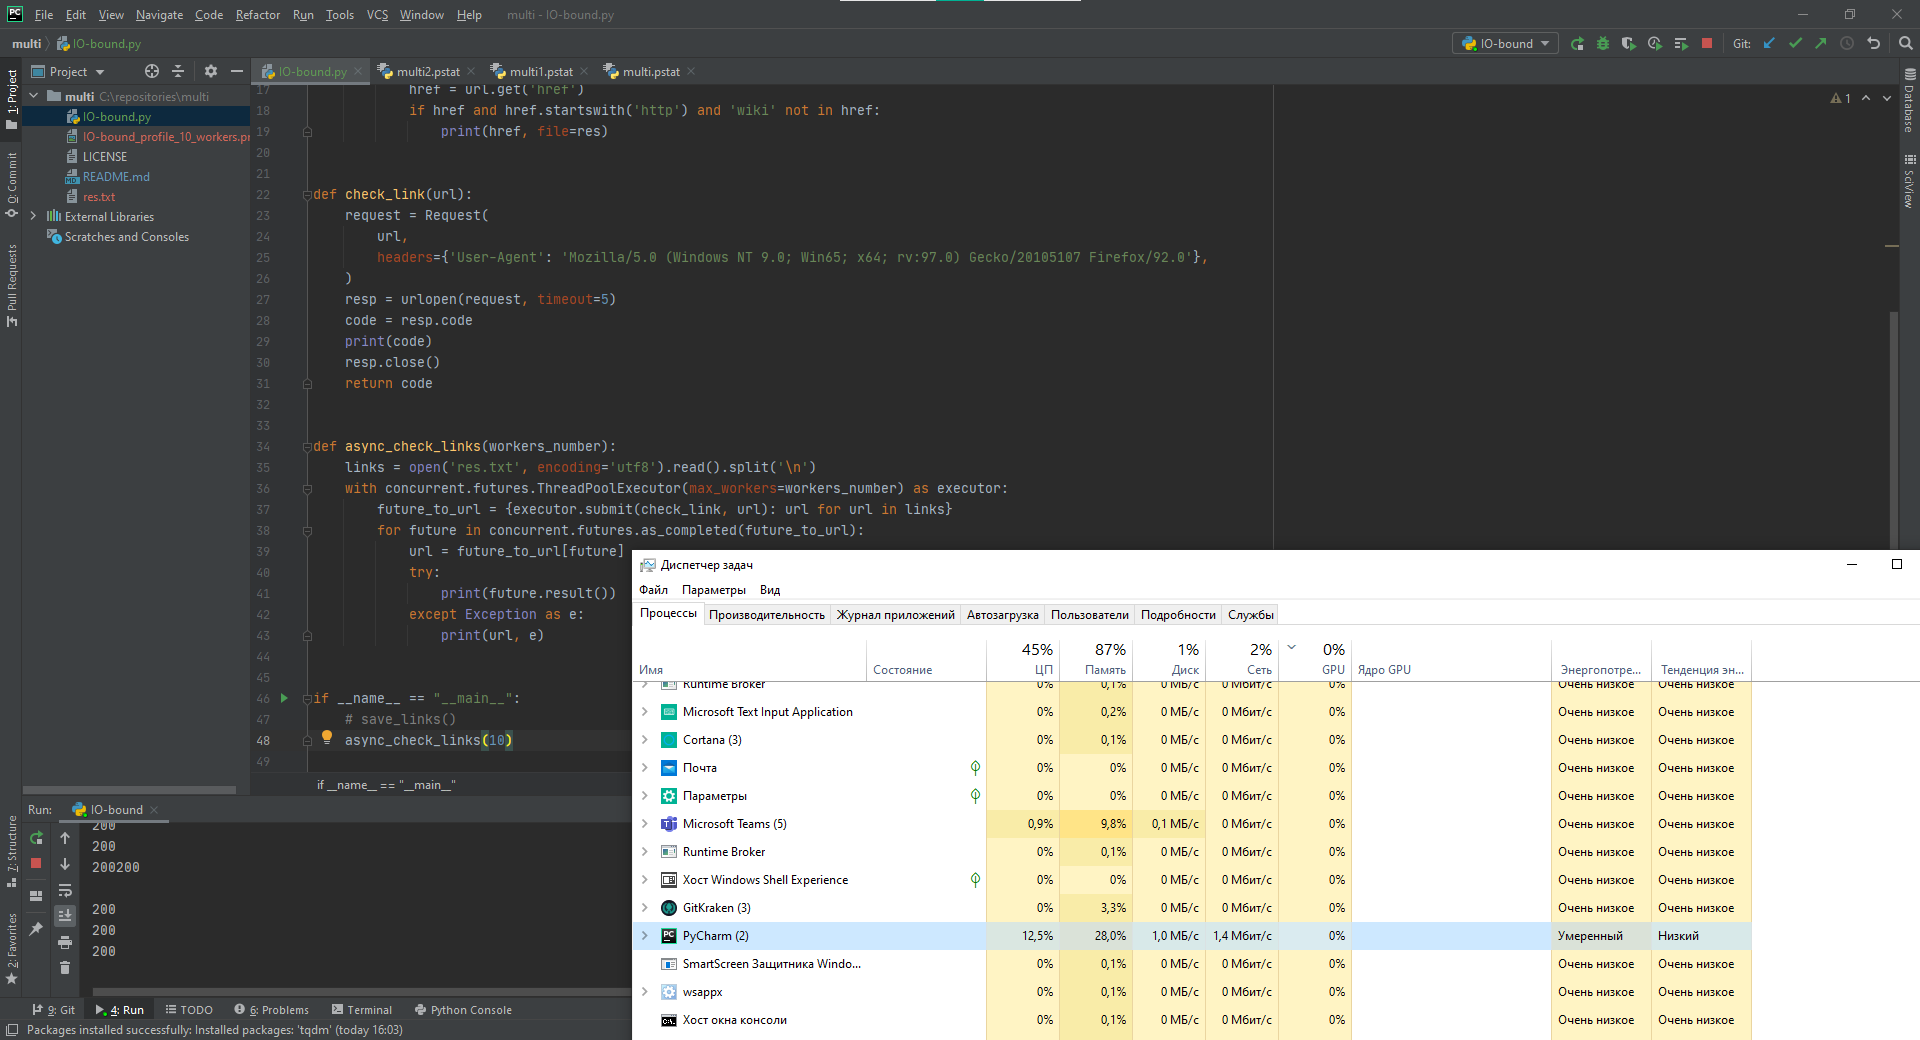 File Edit View Navigate Code Refactor Run Tools VCS Window Help multi - IO-bound.py
multi IO-bound.py
IO-bound Git:
Project
IO-bound.py multi2.pstat multi1.pstat multi.pstat
multi C:\repositories\multi
IO-bound.py
IO-bound_profile_10_workers.pr
LICENSE
README.md
res.txt
External Libraries
Scratches and Consoles
1: Project
0: Commit
Pull Requests
7: Structure
2: Favorites
Database
SciView
1
17 href = url.get('href')
18 if href and href.startswith('http') and 'wiki' not in href:
19 print(href, file=res)
20
21
22 def check_link(url):
23 request = Request(
24 url,
25 headers={'User-Agent': 'Mozilla/5.0 (Windows NT 9.0; Win65; x64; rv:97.0) Gecko/20105107 Firefox/92.0'},
26 )
27 resp = urlopen(request, timeout=5)
28 code = resp.code
29 print(code)
30 resp.close()
31 return code
32
33
34 def async_check_links(workers_number):
35 links = open('res.txt', encoding='utf8').read().split('\n')
36 with concurrent.futures.ThreadPoolExecutor(max_workers=workers_number) as executor:
37 future_to_url = {executor.submit(check_link, url): url for url in links}
38 for future in concurrent.futures.as_completed(future_to_url):
39 url = future_to_url[future]
40 try:
41 print(future.result())
42 except Exception as e:
43 print(url, e)
44
45
46 if __name__ == "__main__":
47 # save_links()
48 async_check_links(10)
49
if __name__ == "__main__"
Run: IO-bound
200
200
200200
200
200
200
9: Git 4: Run TODO 6: Problems Terminal Python Console
Packages installed successfully: Installed packages: 'tqdm' (today 16:03)
Диспетчер задач
Файл Параметры Вид
Процессы Производительность Журнал приложений Автозагрузка Пользователи Подробности Службы
45% 87% 1% 2% 0%
Имя Состояние ЦП Память Диск Сеть GPU Ядро GPU Энергопотре... Тенденция эн...
Runtime Broker 0% 0,1% 0 МБ/с 0 Мбит/с 0% Очень низкое Очень низкое
Microsoft Text Input Application 0% 0,2% 0 МБ/с 0 Мбит/с 0% Очень низкое Очень низкое
Cortana (3) 0% 0,1% 0 МБ/с 0 Мбит/с 0% Очень низкое Очень низкое
Почта 0% 0% 0 МБ/с 0 Мбит/с 0% Очень низкое Очень низкое
Параметры 0% 0% 0 МБ/с 0 Мбит/с 0% Очень низкое Очень низкое
Microsoft Teams (5) 0,9% 9,8% 0,1 МБ/с 0 Мбит/с 0% Очень низкое Очень низкое
Runtime Broker 0% 0,1% 0 МБ/с 0 Мбит/с 0% Очень низкое Очень низкое
Хост Windows Shell Experience 0% 0% 0 МБ/с 0 Мбит/с 0% Очень низкое Очень низкое
GitKraken (3) 0% 3,3% 0 МБ/с 0 Мбит/с 0% Очень низкое Очень низкое
PyCharm (2) 12,5% 28,0% 1,0 МБ/с 1,4 Мбит/с 0% Умеренный Низкий
SmartScreen Защитника Windo... 0% 0,1% 0 МБ/с 0 Мбит/с 0% Очень низкое Очень низкое
wsappx 0% 0,1% 0 МБ/с 0 Мбит/с 0% Очень низкое Очень низкое
Хост окна консоли 0% 0,1% 0 МБ/с 0 Мбит/с 0% Очень низкое Очень низкое